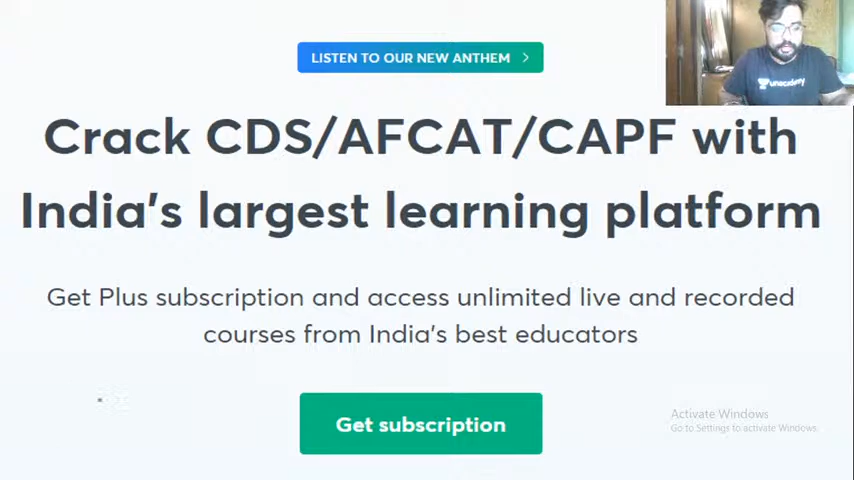 LISTEN TO OUR NEW ANTHEM
unacademy
Crack CDS/AFCAT/CAPF with
India's largest learning platform
Get Plus subscription and access unlimited live and recorded
courses from India's best educators
Get subscription
Activate Windows
Go to Settings to activate Windows.